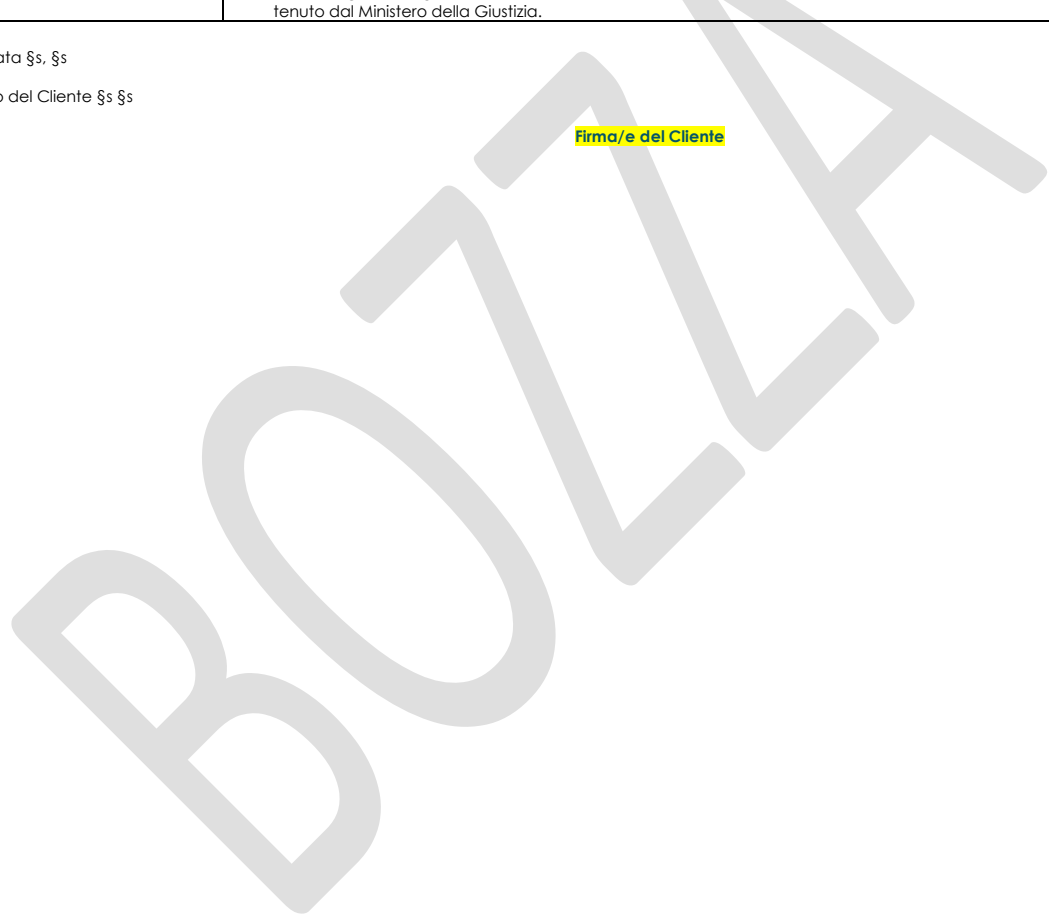 tenuto dal Ministero della Giustizia.
ata §s, §s
o del Cliente §s §s
Firma/e del Cliente
BOZZA